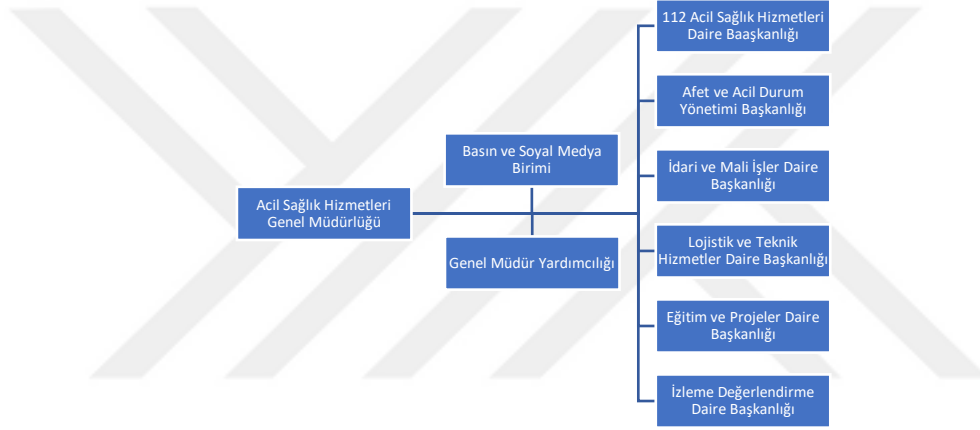 Acil Sağlık Hizmetleri
Genel Müdürlüğü
Basın ve Soyal Medya
Birimi
Genel Müdür Yardımcılığı
112 Acil Sağlık Hizmetleri
Daire Baaşkanlığı
Afet ve Acil Durum
Yönetimi Başkanlığı
İdari ve Mali İşler Daire
Başkanlığı
Lojistik ve Teknik
Hizmetler Daire Başkanlığı
Eğitim ve Projeler Daire
Başkanlığı
İzleme Değerlendirme
Daire Başkanlığı